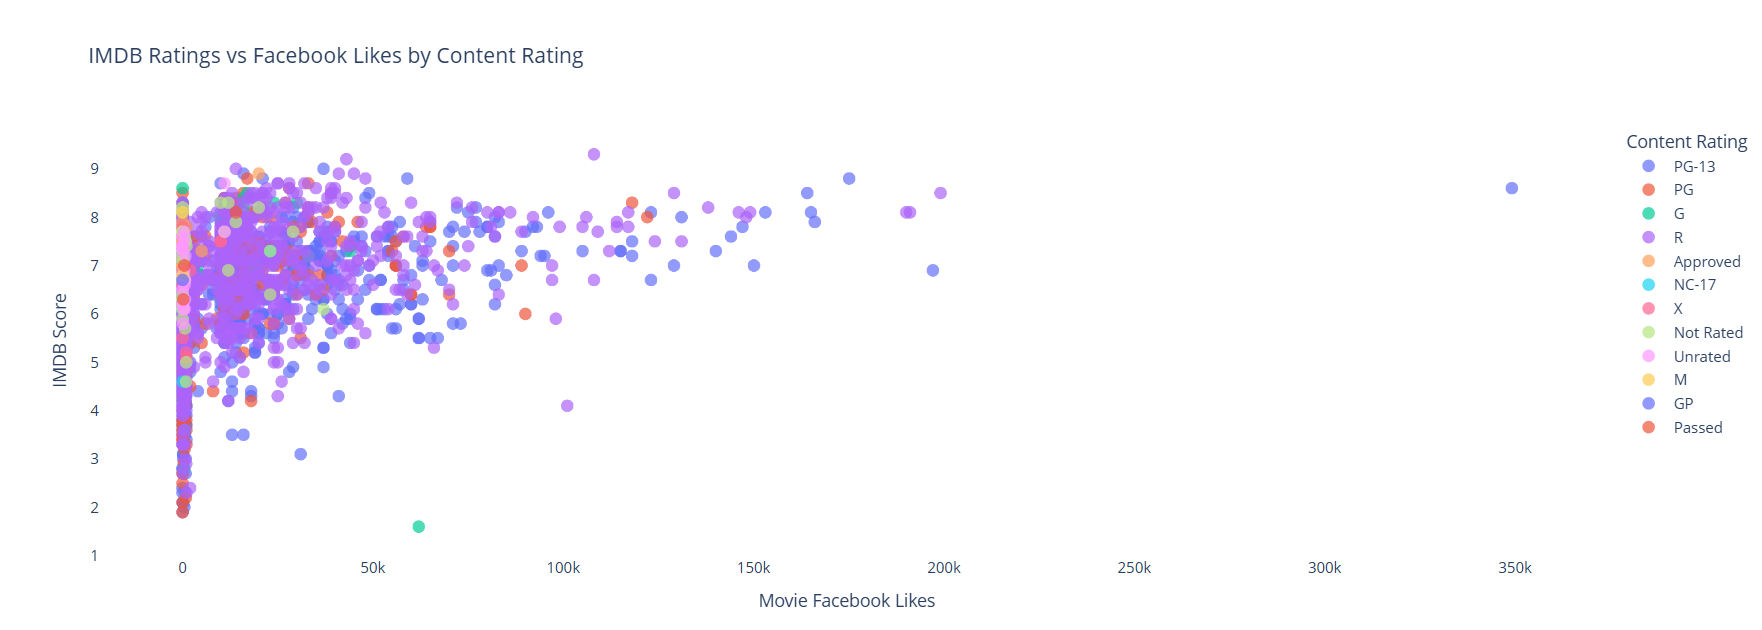 IMDB Ratings vs Facebook Likes by Content Rating
Content Rating
PG-13
PG
G
R
Approved
NC-17
X
Not Rated
Unrated
M
GP
Passed
IMDB Score
9
8
7
6
5
4
3
2
1
0
50k
100k
150k
200k
250k
300k
350k
Movie Facebook Likes